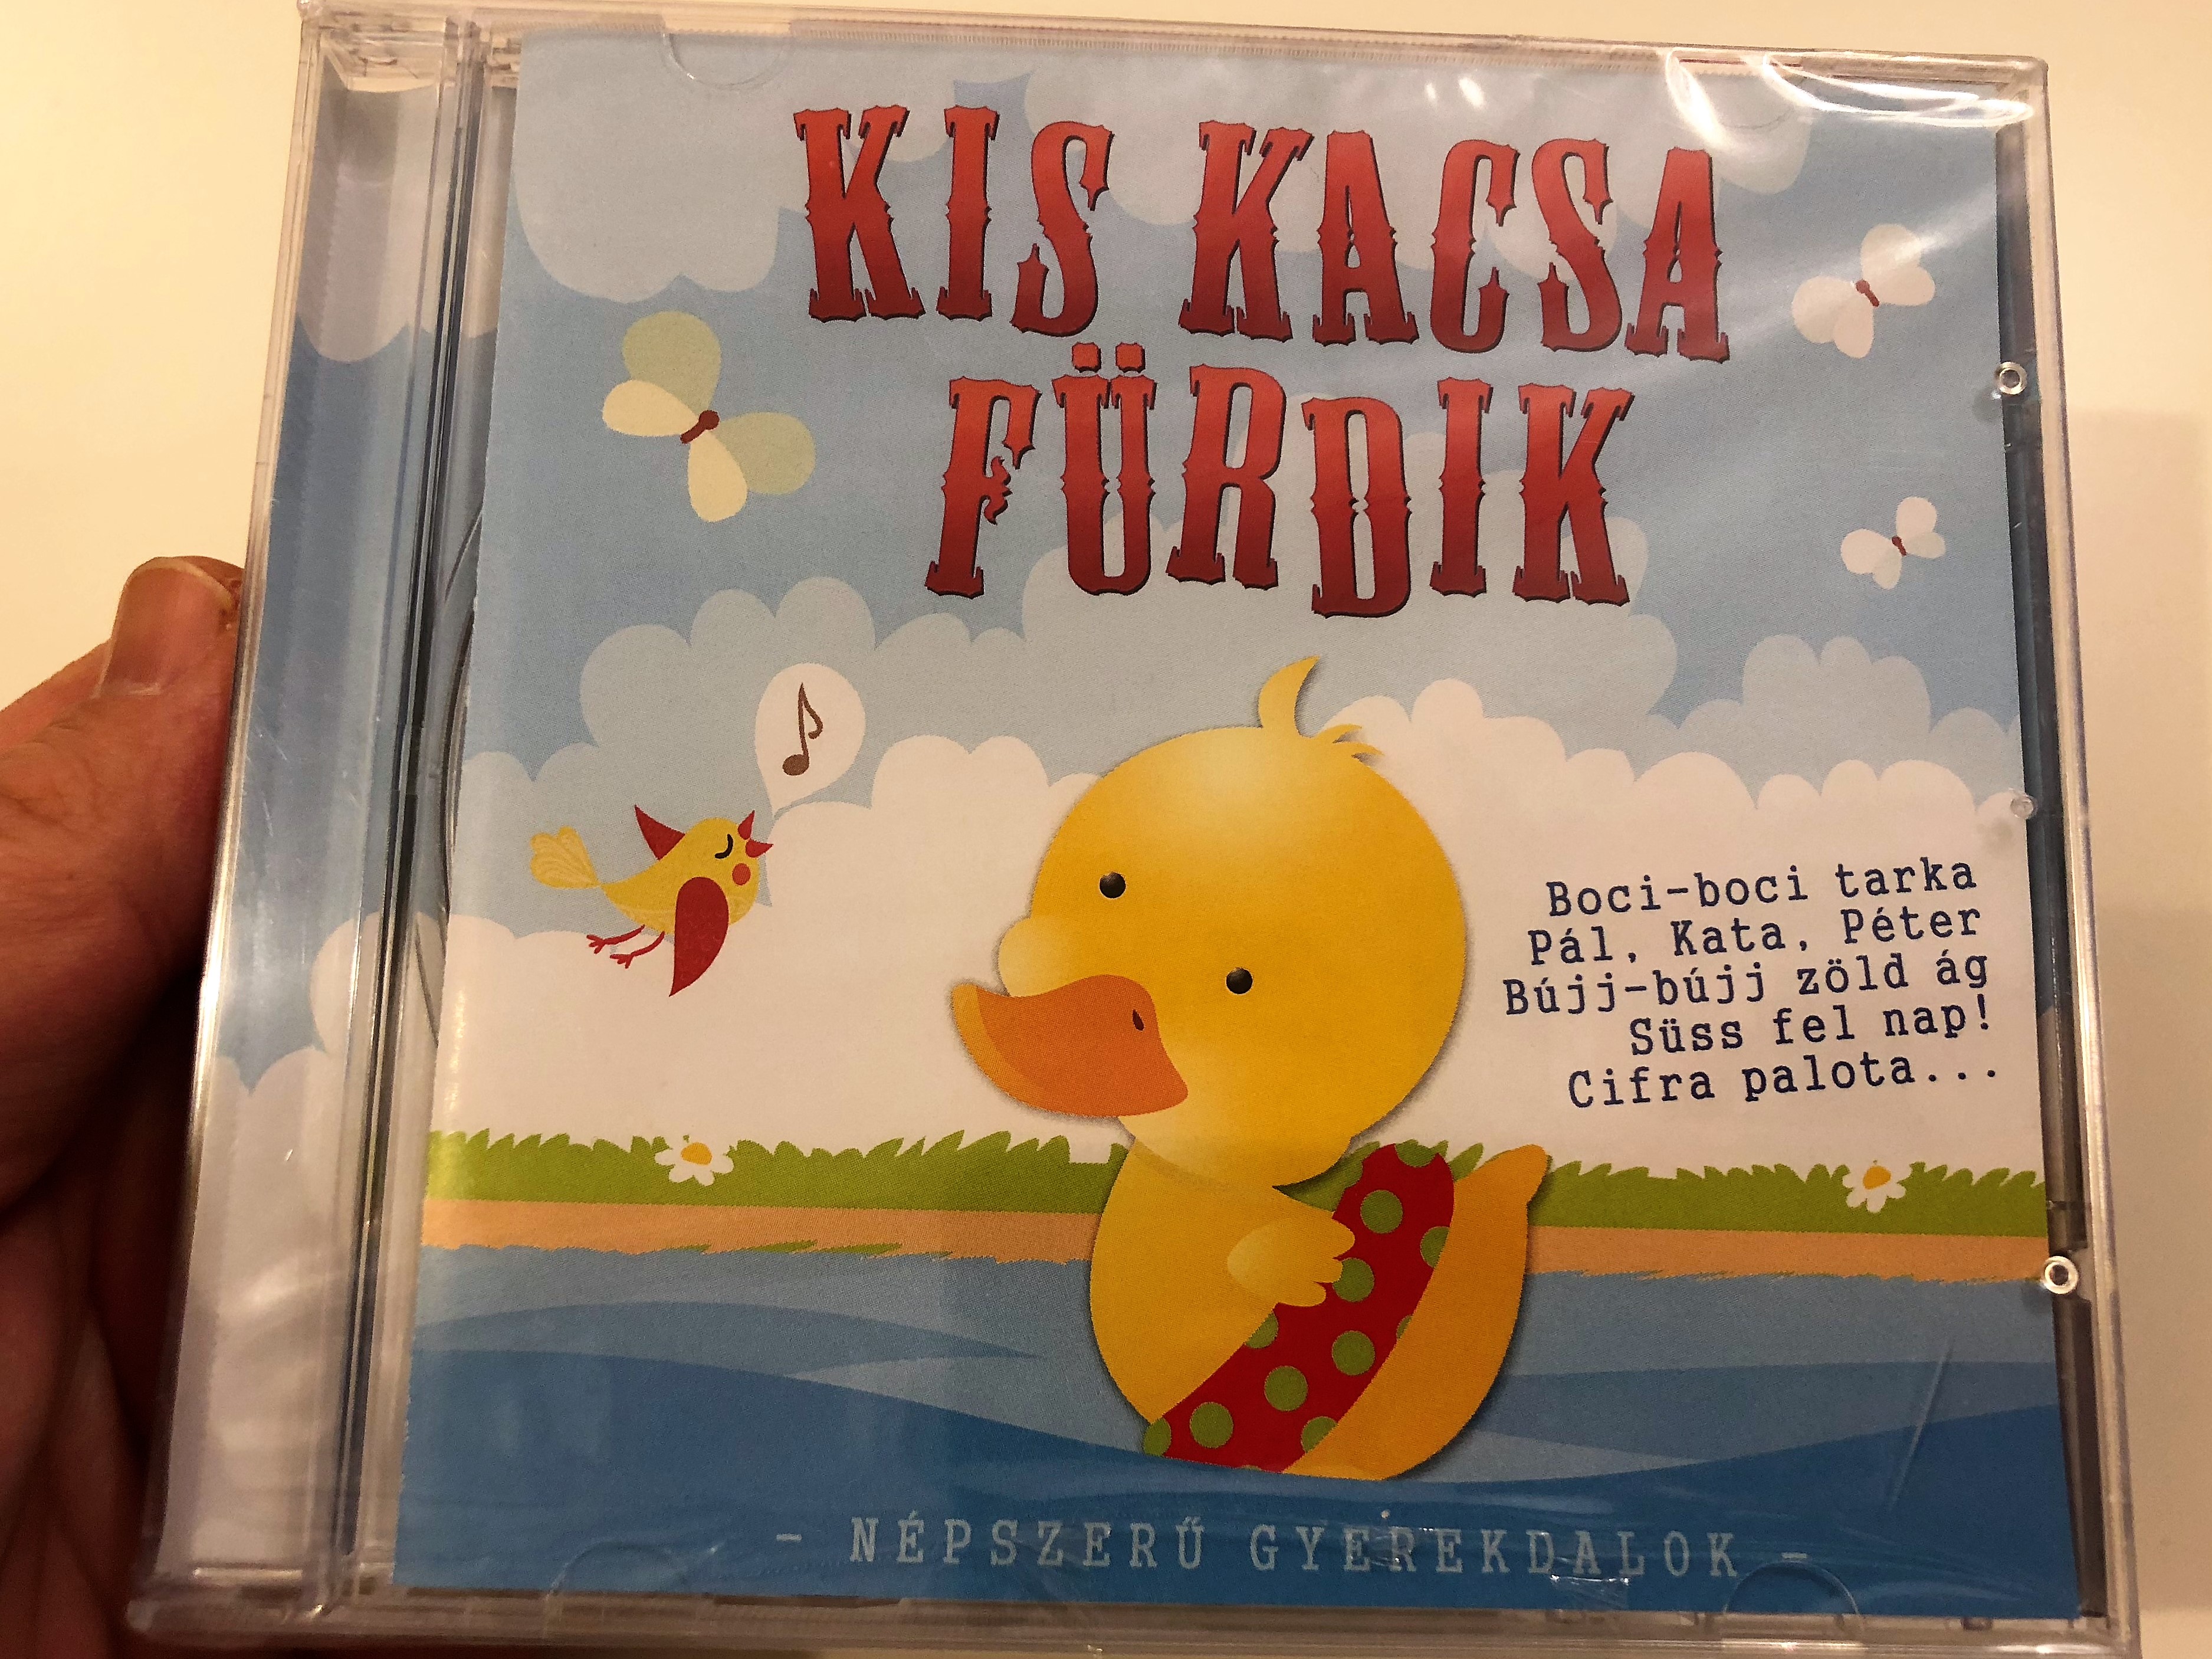 KIS KACSA
FÜRDIK
Boci-boci tarka
Pál, Kata, Péter
Bújj-bújj zöld ág
Süss fel nap!
Cifra palota...
- NÉPSZERŰ GYEREKDALOK -